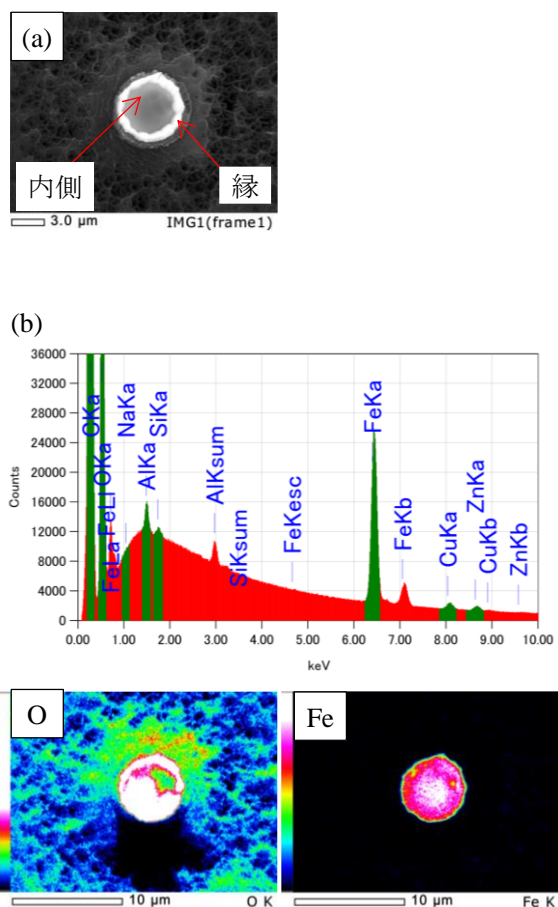 (a)
内側
縁
3.0 µm
IMG1(frame1)
(b)
36000
32000
28000
24000
20000
16000
12000
8000
4000
0
Counts
CKa
OKa
FeLl
FeLa
NaKa
AlKa
SiKa
AlKsum
SiKsum
FeKesc
FeKa
FeKb
CuKa
ZnKa
CuKb
ZnKb
0.00 1.00 2.00 3.00 4.00 5.00 6.00 7.00 8.00 9.00 10.00
keV
O
Fe
10 µm
O K
10 µm
Fe K